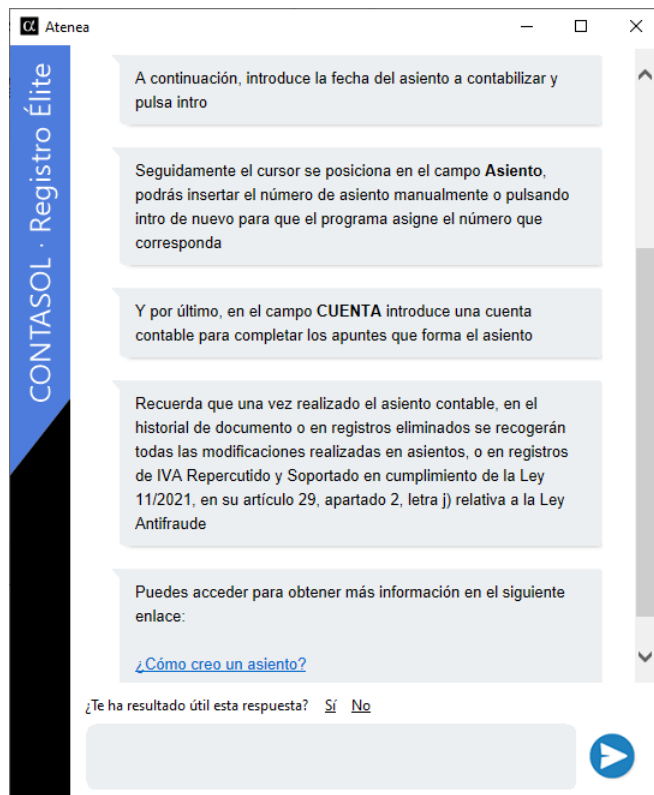 Atenea
CONTASOL · Registro Élite
A continuación, introduce la fecha del asiento a contabilizar y
pulsa intro
Seguidamente el cursor se posiciona en el campo Asiento,
podrás insertar el número de asiento manualmente o pulsando
intro de nuevo para que el programa asigne el número que
corresponda
Y por último, en el campo CUENTA introduce una cuenta
contable para completar los apuntes que forma el asiento
Recuerda que una vez realizado el asiento contable, en el
historial de documento o en registros eliminados se recogerán
todas las modificaciones realizadas en asientos, o en registros
de IVA Repercutido y Soportado en cumplimiento de la Ley
11/2021, en su artículo 29, apartado 2, letra j) relativa a la Ley
Antifraude
Puedes acceder para obtener más información en el siguiente
enlace:
¿Cómo creo un asiento?
¿Te ha resultado útil esta respuesta? Sí No